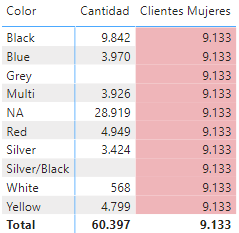 Color Cantidad Clientes Mujeres
Black 9.842 9.133
Blue 3.970 9.133
Grey 9.133
Multi 3.926 9.133
NA 28.919 9.133
Red 4.949 9.133
Silver 3.424 9.133
Silver/Black 9.133
White 568 9.133
Yellow 4.799 9.133
Total 60.397 9.133